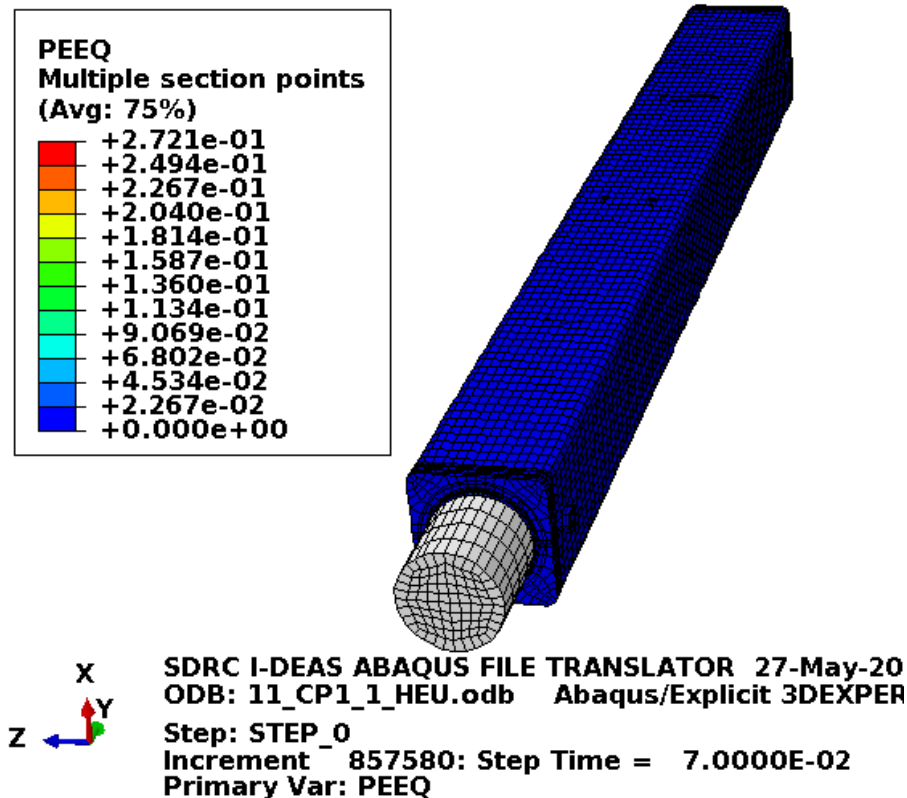 PEEQ
Multiple section points
(Avg: 75%)
+2.721e-01
+2.494e-01
+2.267e-01
+2.040e-01
+1.814e-01
+1.587e-01
+1.360e-01
+1.134e-01
+9.069e-02
+6.802e-02
+4.534e-02
+2.267e-02
+0.000e+00
X
Y
Z
SDRC I-DEAS ABAQUS FILE TRANSLATOR 27-May-20
ODB: 11_CP1_1_HEU.odb Abaqus/Explicit 3DEXPER
Step: STEP_0
Increment 857580: Step Time = 7.0000E-02
Primary Var: PEEQ